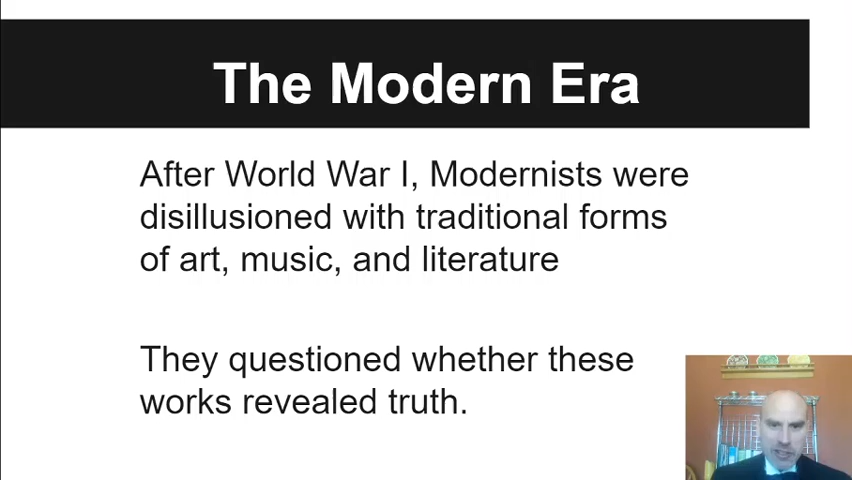 The Modern Era
After World War I, Modernists were
disillusioned with traditional forms
of art, music, and literature
They questioned whether these
works revealed truth.